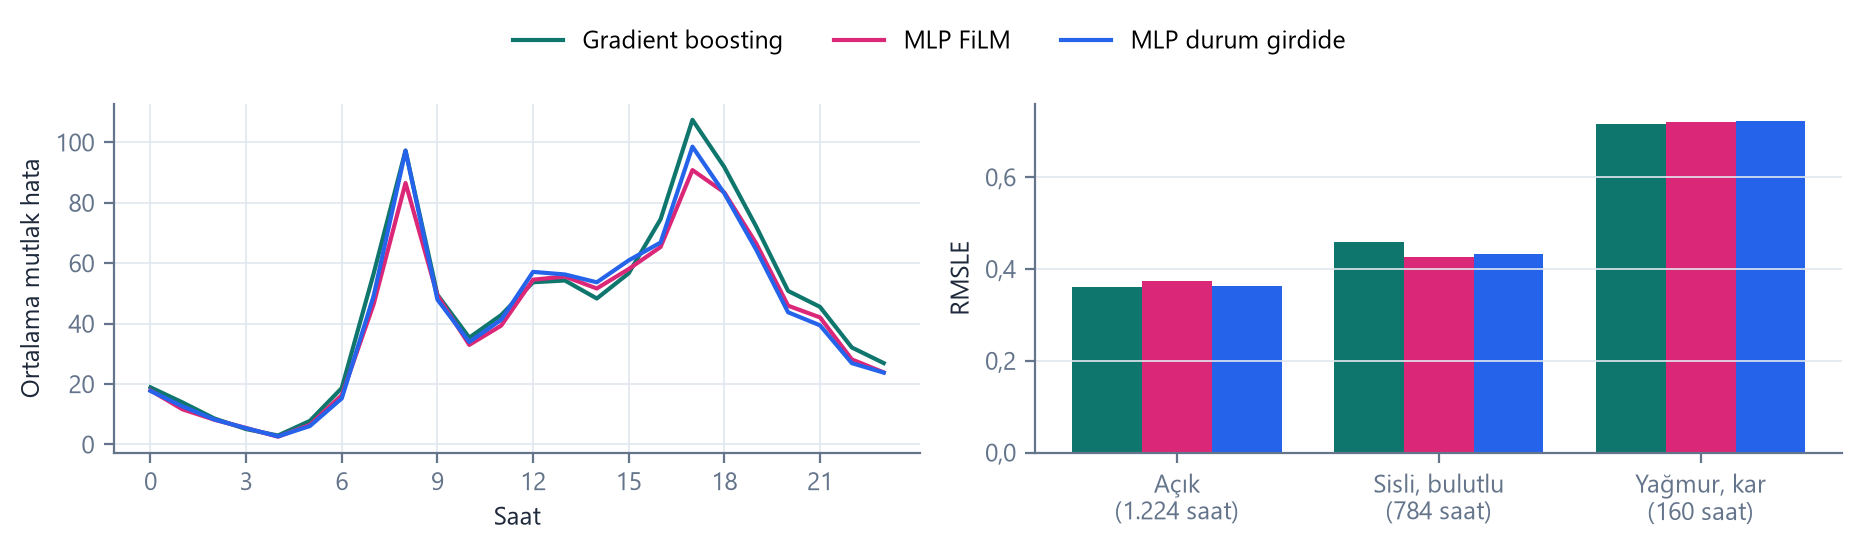 Gradient boosting
MLP FiLM
MLP durum girdide
Ortalama mutlak hata
100
80
60
40
20
0
0 3 6 9 12 15 18 21
Saat
RMSLE
0,6
0,4
0,2
0,0
Açık
(1.224 saat)
Sisli, bulutlu
(784 saat)
Yağmur, kar
(160 saat)